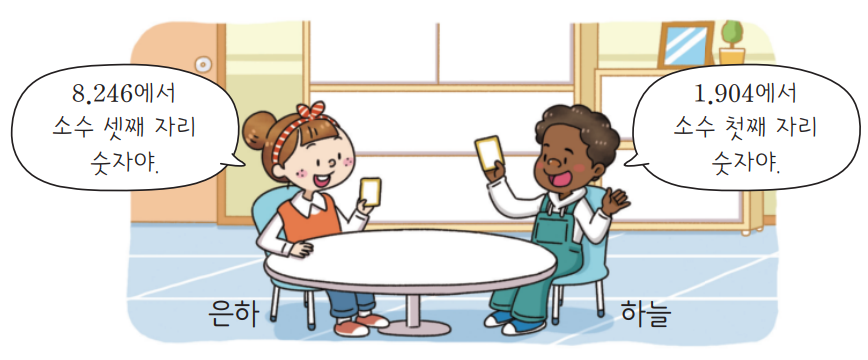 8.246에서
소수 셋째 자리
숫자야.
1.904에서
소수 첫째 자리
숫자야.
은하
하늘